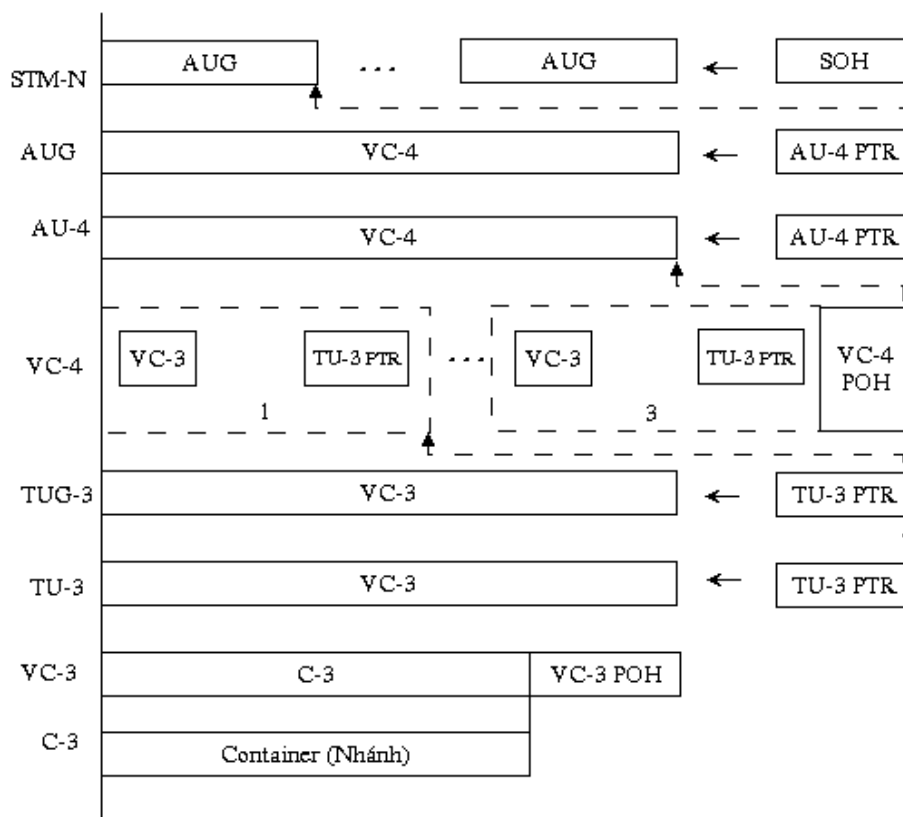 STM-N AUG ... AUG SOH
AUG VC-4 AU-4 PTR
AU-4 VC-4 AU-4 PTR
VC-4 VC-3 TU-3 PTR ... VC-3 TU-3 PTR VC-4
POH
1 3
TUG-3 VC-3 TU-3 PTR
TU-3 VC-3 TU-3 PTR
VC-3 C-3 VC-3 POH
C-3 Container (Nhánh)